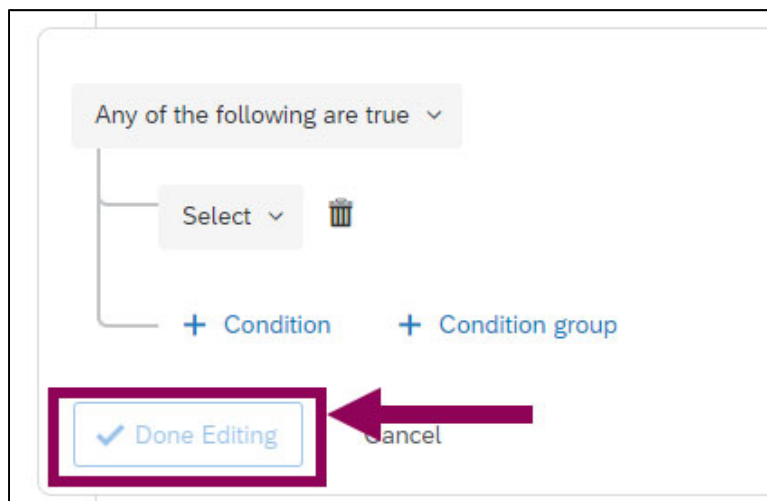 Any of the following are true
Select
+ Condition + Condition group
Done Editing Cancel